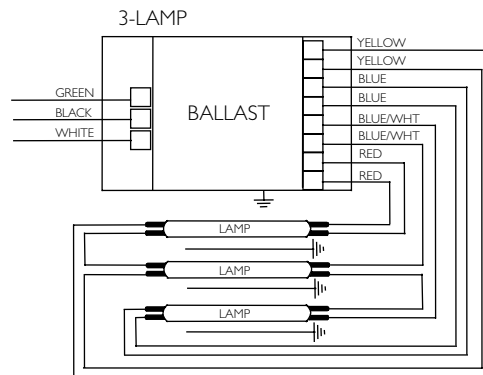 3-LAMP
YELLOW
YELLOW
BLUE
BLUE
BLUE/WHT
BLUE/WHT
RED
RED
GREEN
BLACK
WHITE
BALLAST
LAMP
LAMP
LAMP